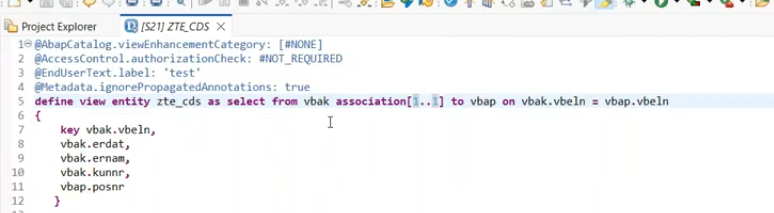 Project Explorer [S21] ZTE_CDS
1 @AbapCatalog.viewEnhancementCategory: [#NONE]
2 @AccessControl.authorizationCheck: #NOT_REQUIRED
3 @EndUserText.label: 'test'
4 @Metadata.ignorePropagatedAnnotations: true
5 define view entity zte_cds as select from vbak association[1..1] to vbap on vbak.vbeln = vbap.vbeln
6 {
7 key vbak.vbeln,
8 vbak.erdat,
9 vbak.ernam,
10 vbak.kunnr,
11 vbap.posnr
12 }